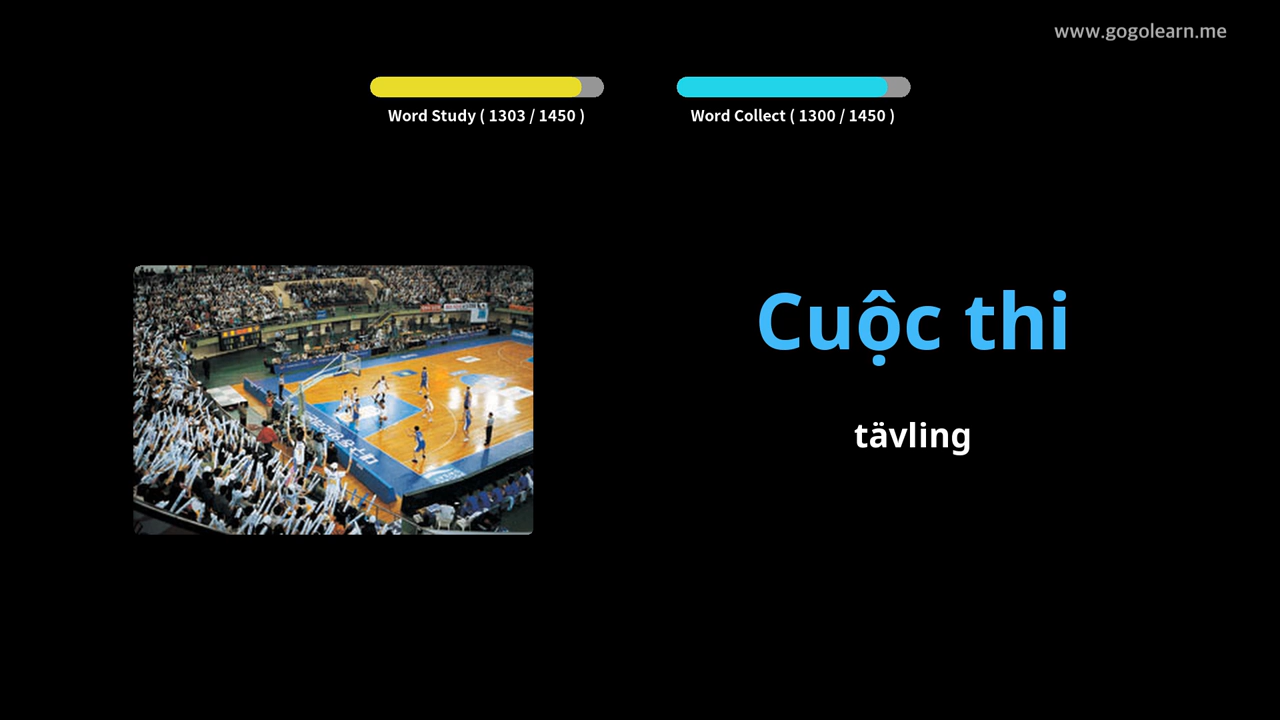 www.gogolearn.me
Word Study ( 1303 / 1450 )
Word Collect ( 1300 / 1450 )
Cuộc thi
tävling